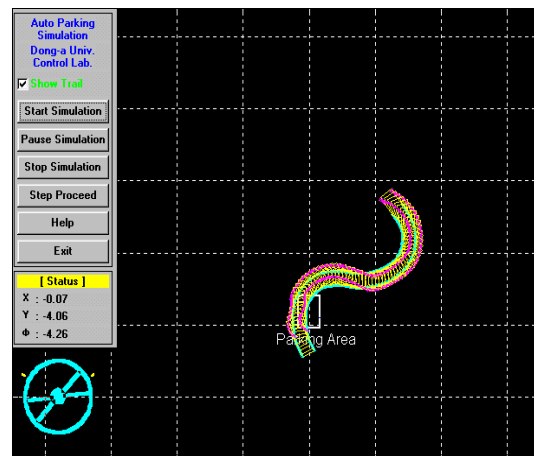 Auto Parking
Simulation
Dong-a Univ.
Control Lab.
Show Trail
Start Simulation
Pause Simulation
Stop Simulation
Step Proceed
Help
Exit
[ Status ]
X : -0.07
Y : -4.06
Φ : -4.26
Parking Area